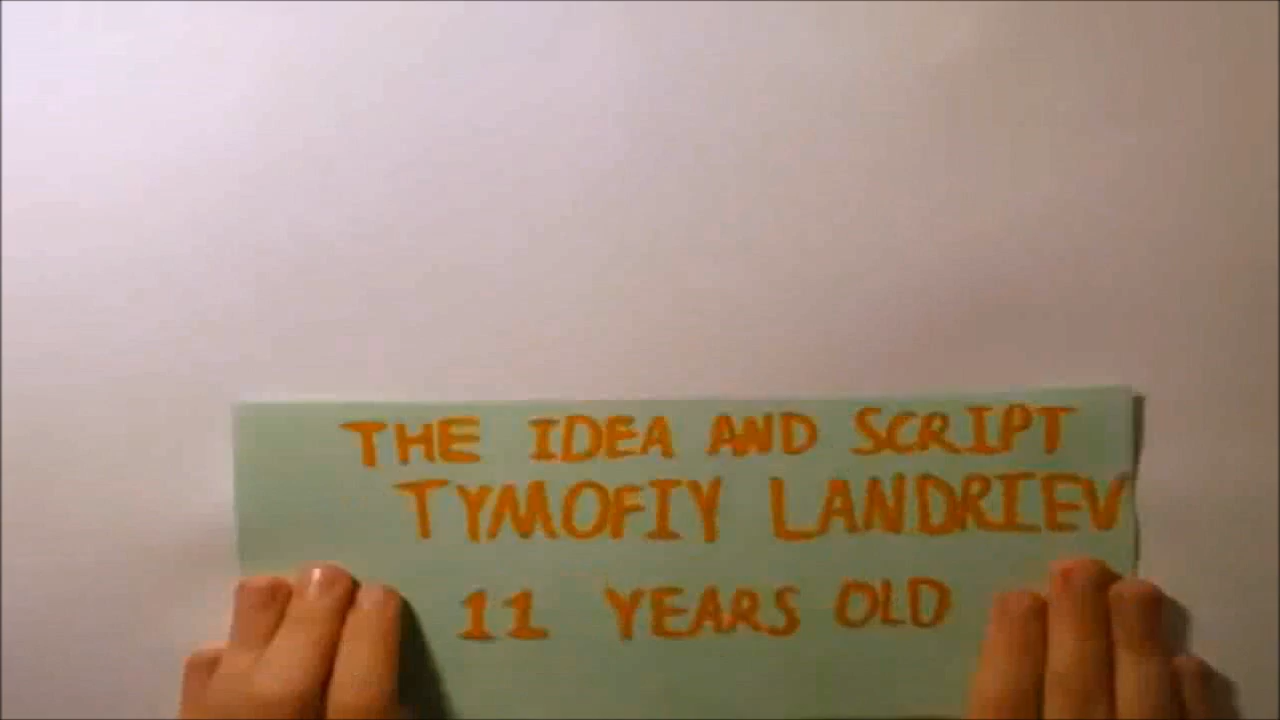 THE IDEA AND SCRIPT
TYMOFIY LANDRIEV
11 YEARS OLD